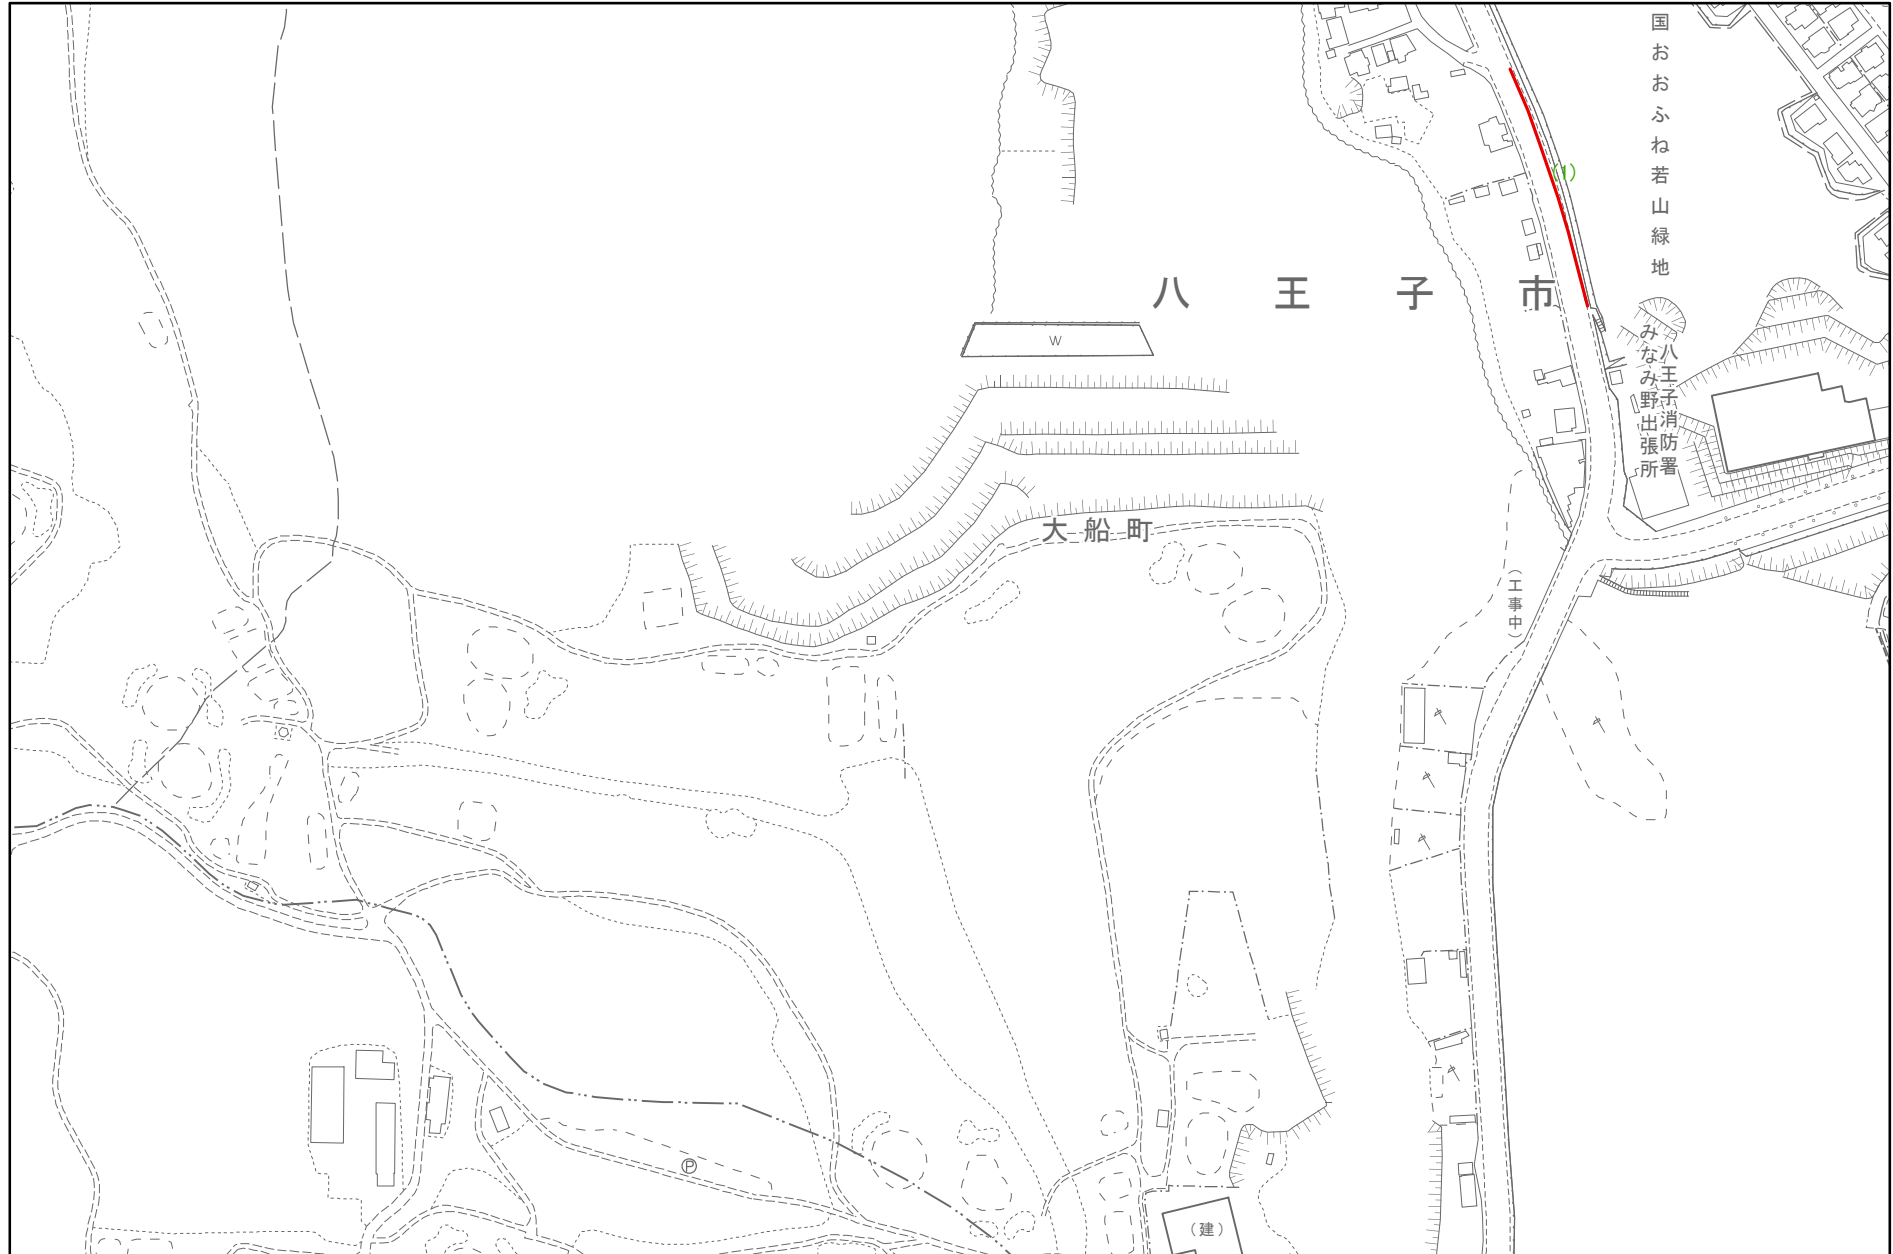 国おおふね若山緑地
(1)
八王子市
W
八王子消防署
みなみ野出張所
大船町
（工事中）
P
（建）